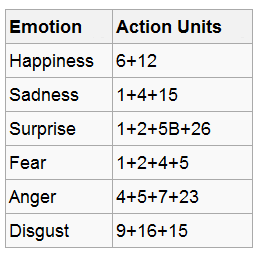 Emotion Action Units
Happiness 6+12
Sadness 1+4+15
Surprise 1+2+5B+26
Fear 1+2+4+5
Anger 4+5+7+23
Disgust 9+16+15